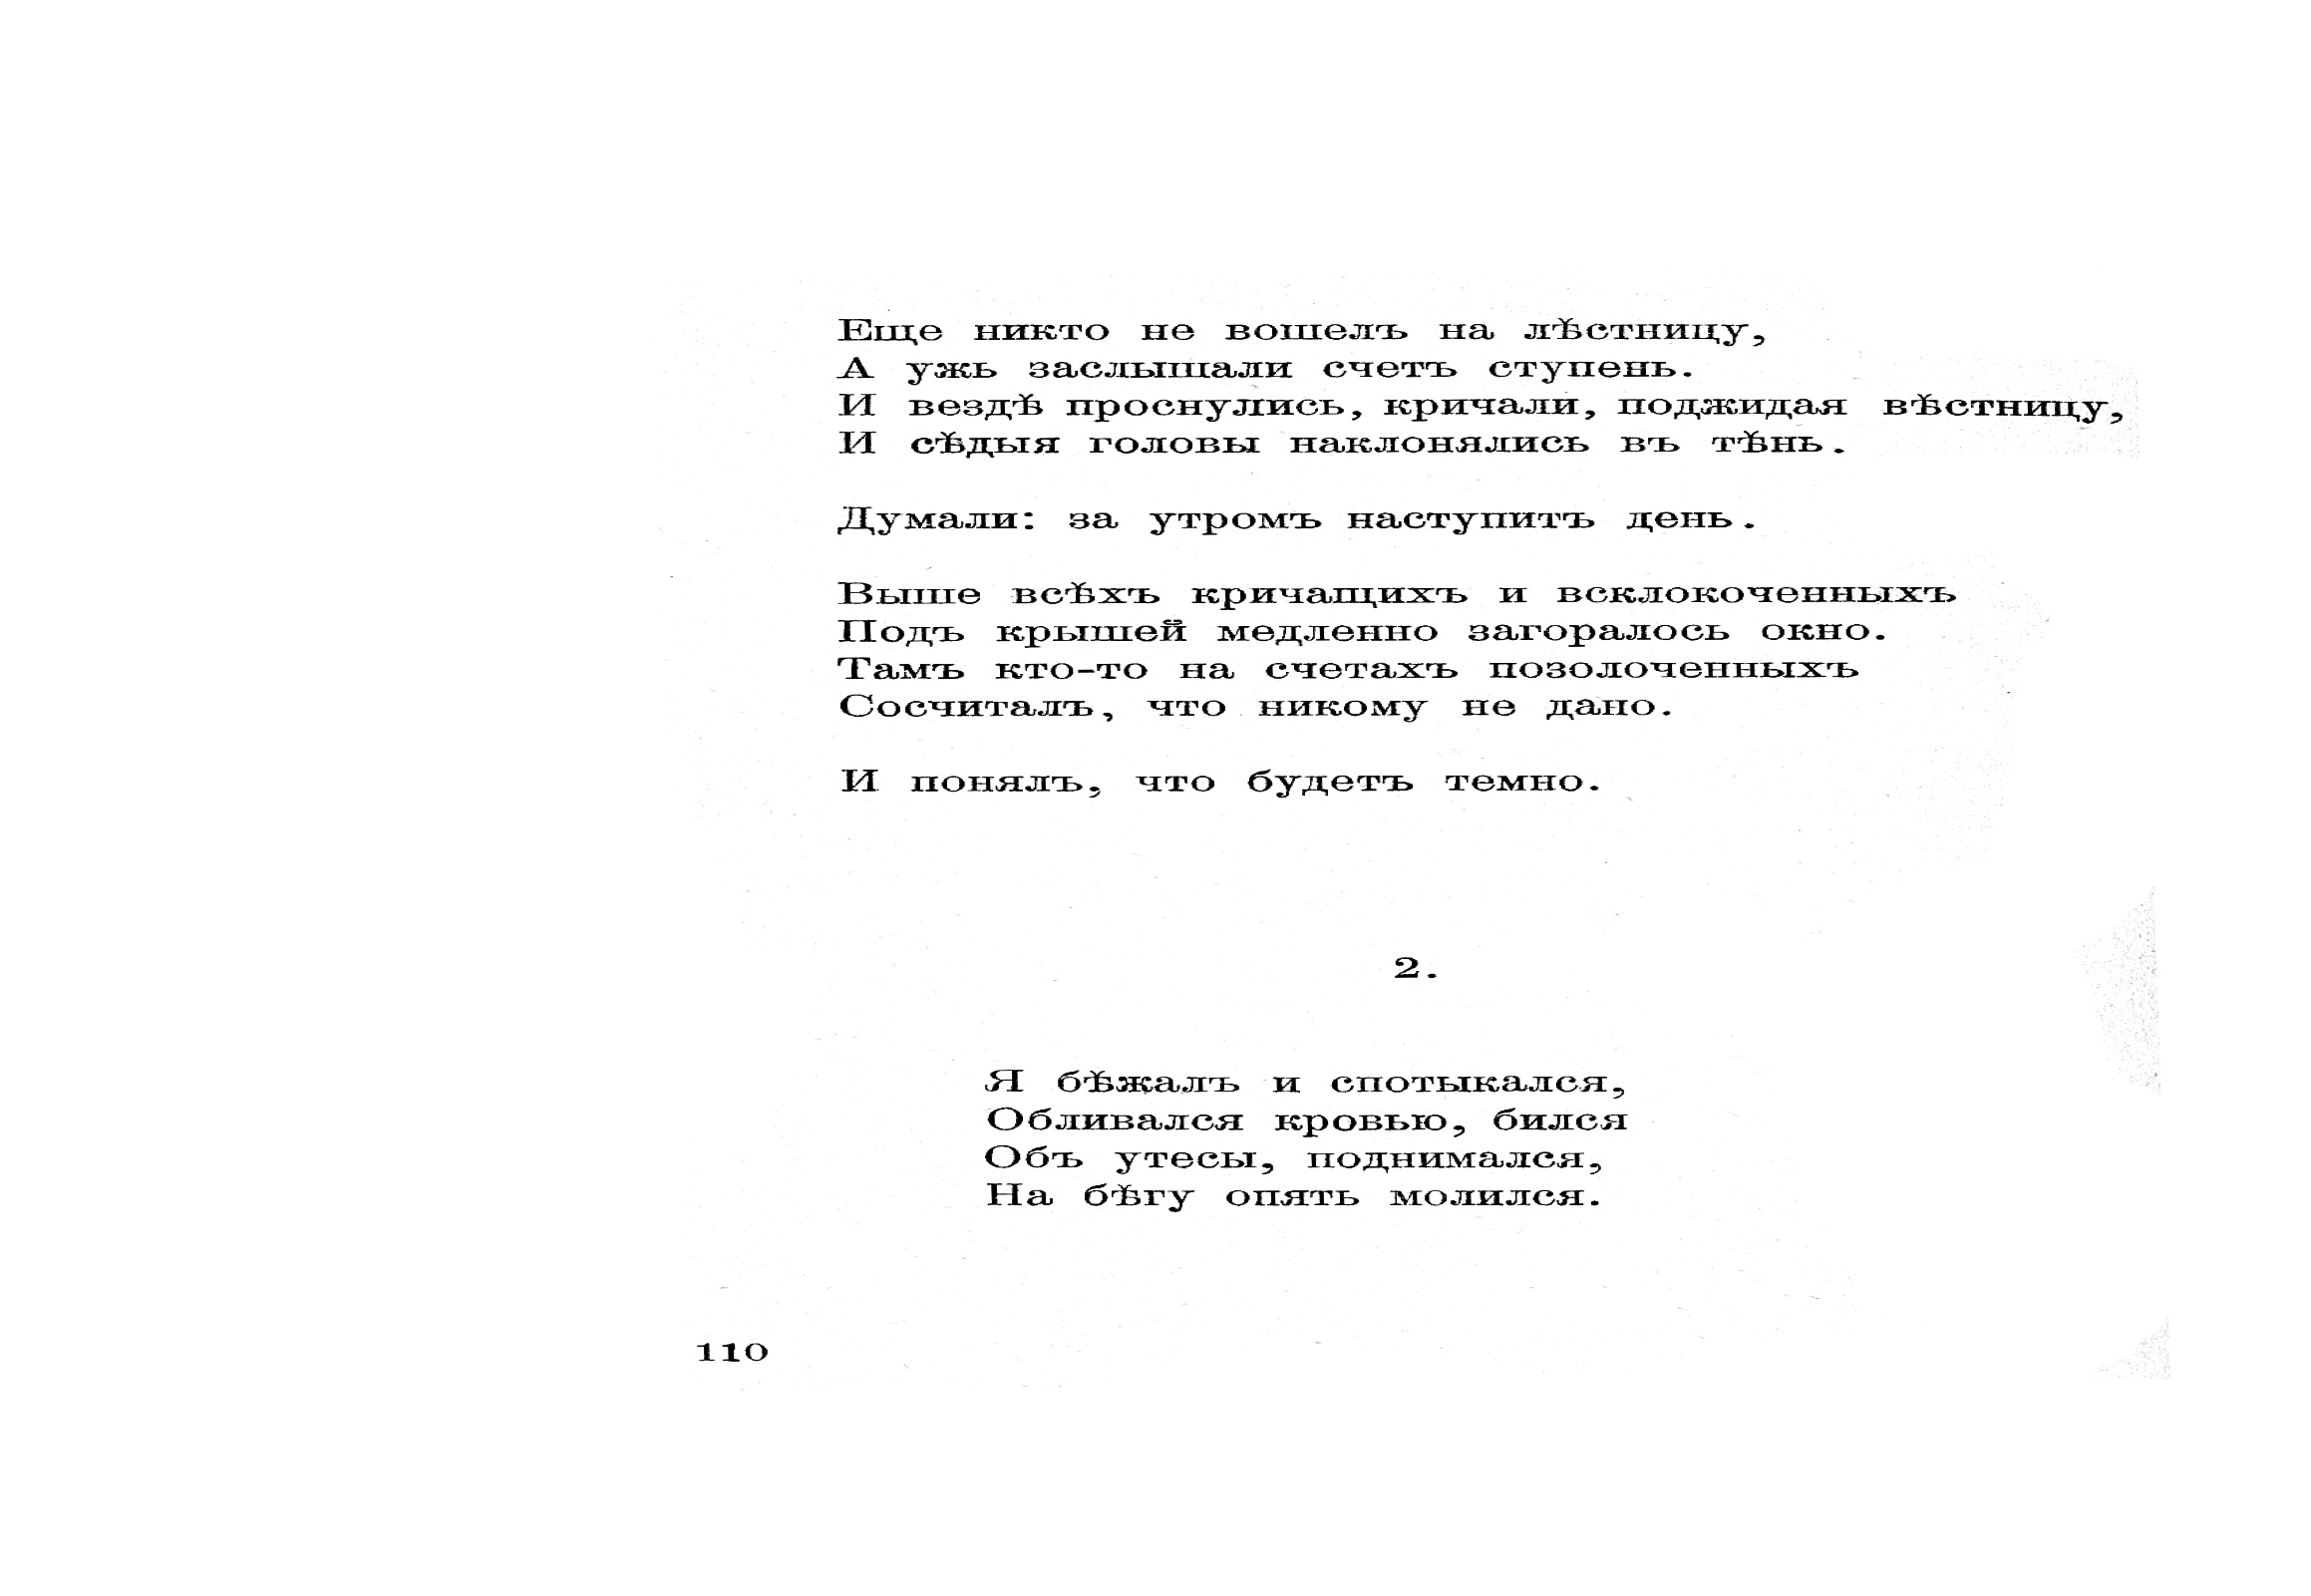 Еще никто не вошелъ на лѣстницу,
А ужь заслышали счетъ ступень.
И вездѣ проснулись, кричали, поджидая вѣстницу,
И сѣдыя головы наклонялись въ тѣнь.
Думали: за утромъ наступитъ день.
Выше всѣхъ кричащихъ и всклокоченныхъ
Подъ крышей медленно загоралось окно.
Тамъ кто-то на счетахъ позолоченныхъ
Сосчиталъ, что никому не дано.
И понялъ, что будетъ темно.
2.
Я бѣжалъ и спотыкался,
Обливался кровью, бился
Объ утесы, поднимался,
На бѣгу опять молился.
110